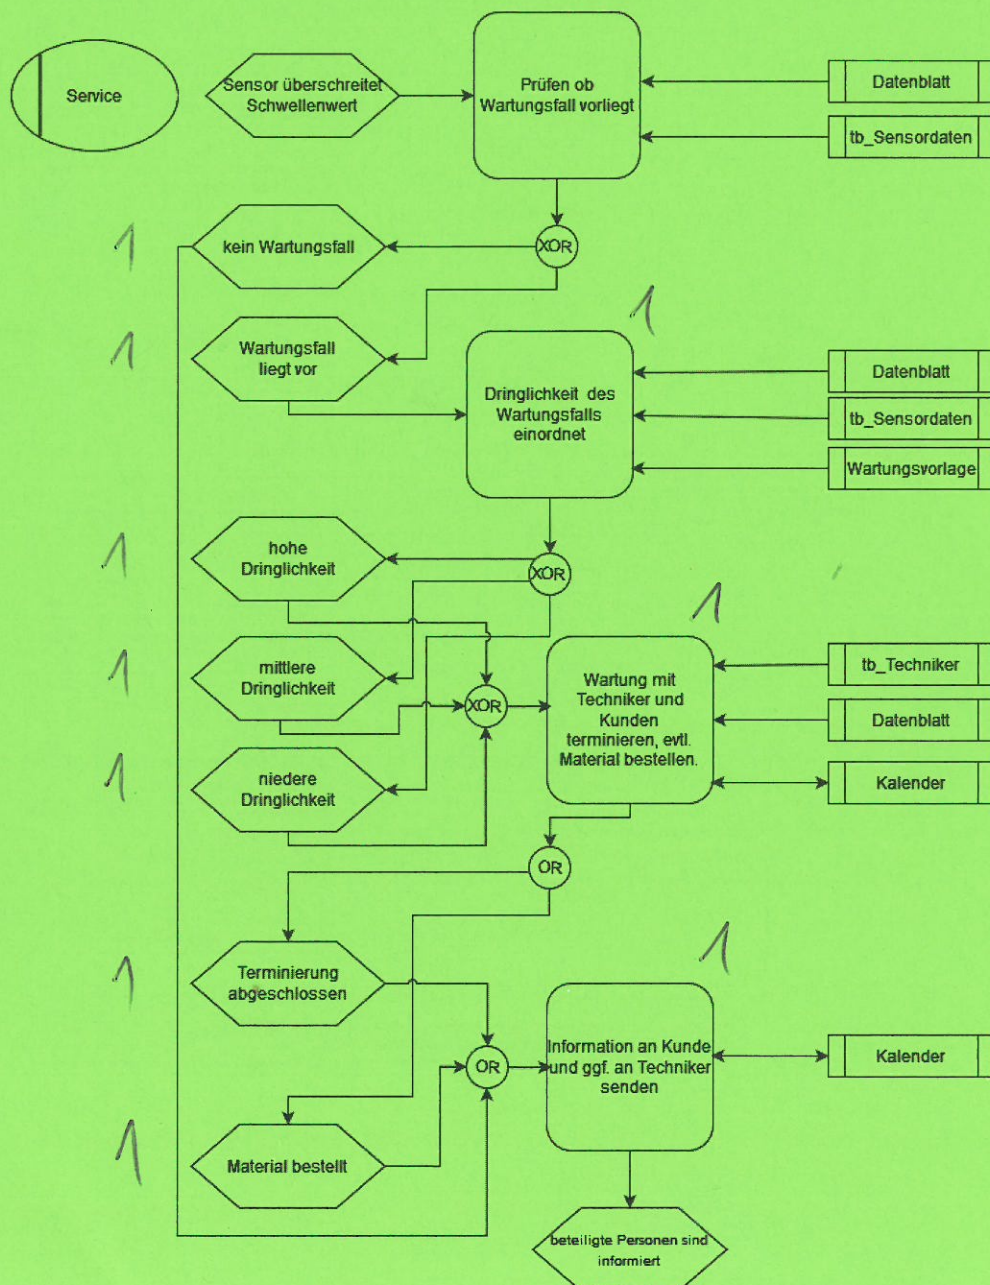 Service
Sensor überschreitet
Schwellenwert
Prüfen ob
Wartungsfall vorliegt
Datenblatt
tb_Sensordaten
XOR
1
kein Wartungsfall
1
1
Wartungsfall
liegt vor
Dringlichkeit des
Wartungsfalls
einordnet
Datenblatt
tb_Sensordaten
Wartungsvorlage
1
hohe
Dringlichkeit
XOR
1
1
mittlere
Dringlichkeit
XOR
Wartung mit
Techniker und
Kunden
terminieren, evtl.
Material bestellen.
tb_Techniker
Datenblatt
Kalender
1
niedere
Dringlichkeit
OR
1
1
Terminierung
abgeschlossen
OR
Information an Kunde
und ggf. an Techniker
senden
Kalender
1
Material bestellt
beteiligte Personen sind
informiert